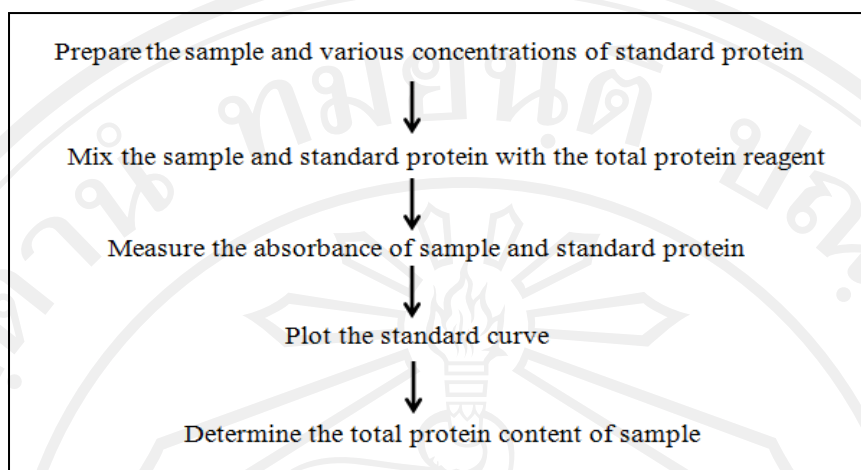 Prepare the sample and various concentrations of standard protein
Mix the sample and standard protein with the total protein reagent
Measure the absorbance of sample and standard protein
Plot the standard curve
Determine the total protein content of sample